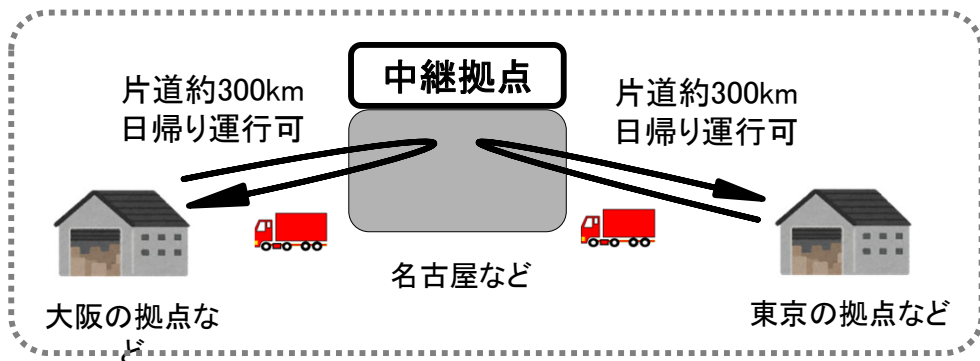 中継拠点
片道約300km
日帰り運行可
片道約300km
日帰り運行可
名古屋など
大阪の拠点な
ど
東京の拠点など